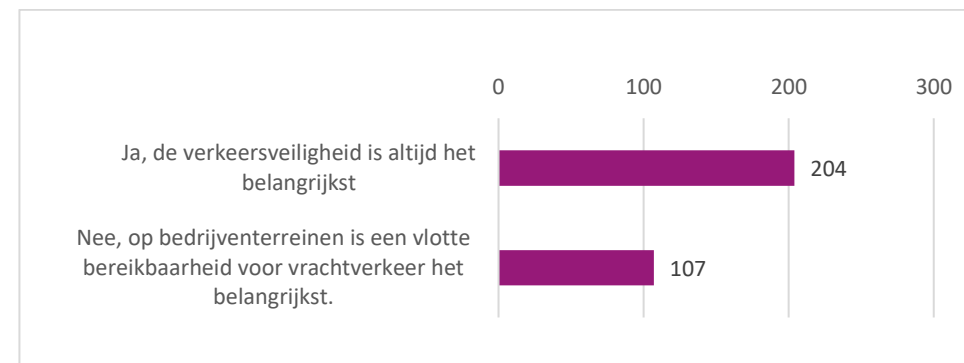 0 100 200 300
Ja, de verkeersveiligheid is altijd het
belangrijkst
204
Nee, op bedrijventerreinen is een vlotte
bereikbaarheid voor vrachtverkeer het
belangrijkst.
107